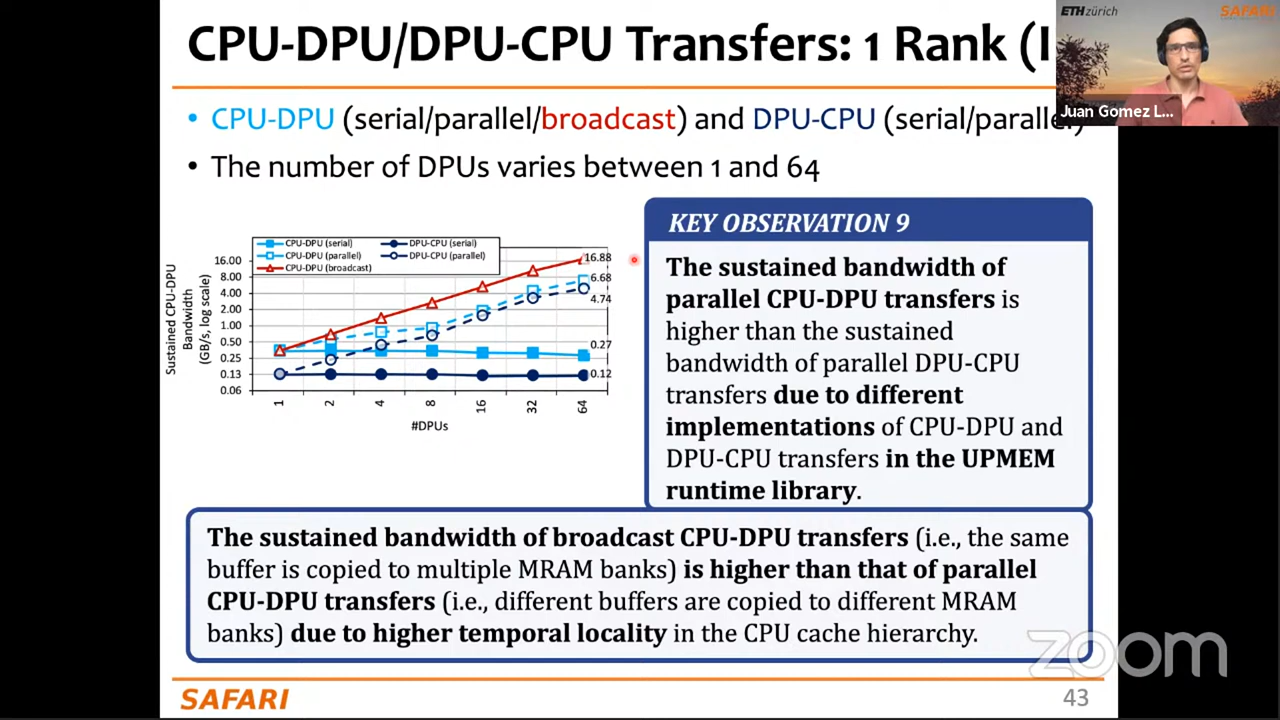 CPU-DPU/DPU-CPU Transfers: 1 Rank (I
ETH zürich
SAFARI
Juan Gomez L...
• CPU-DPU (serial/parallel/broadcast) and DPU-CPU (serial/parallel)
• The number of DPUs varies between 1 and 64
CPU-DPU (serial)
DPU-CPU (serial)
CPU-DPU (parallel)
DPU-CPU (parallel)
CPU-DPU (broadcast)
Sustained CPU-DPU
Bandwidth
(GB/s, log scale)
16.00
8.00
4.00
2.00
1.00
0.50
0.25
0.13
0.06
16.88
6.68
4.74
0.27
0.12
1 2 4 8 16 32 64
#DPUs
KEY OBSERVATION 9
The sustained bandwidth of
parallel CPU-DPU transfers is
higher than the sustained
bandwidth of parallel DPU-CPU
transfers due to different
implementations of CPU-DPU and
DPU-CPU transfers in the UPMEM
runtime library.
The sustained bandwidth of broadcast CPU-DPU transfers (i.e., the same
buffer is copied to multiple MRAM banks) is higher than that of parallel
CPU-DPU transfers (i.e., different buffers are copied to different MRAM
banks) due to higher temporal locality in the CPU cache hierarchy.
zoom
SAFARI
43